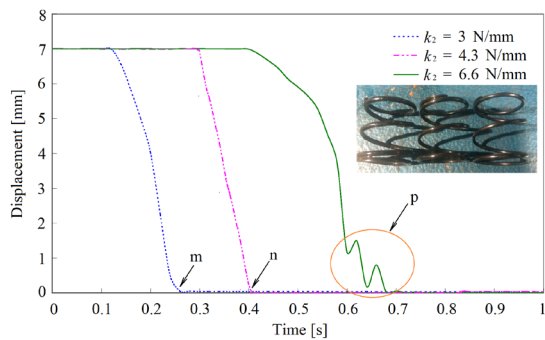 8
7
6
5
4
3
2
1
0
Displacement [mm]
k₂ = 3 N/mm
k₂ = 4.3 N/mm
k₂ = 6.6 N/mm
m
n
p
0 0.1 0.2 0.3 0.4 0.5 0.6 0.7 0.8 0.9 1
Time [s]